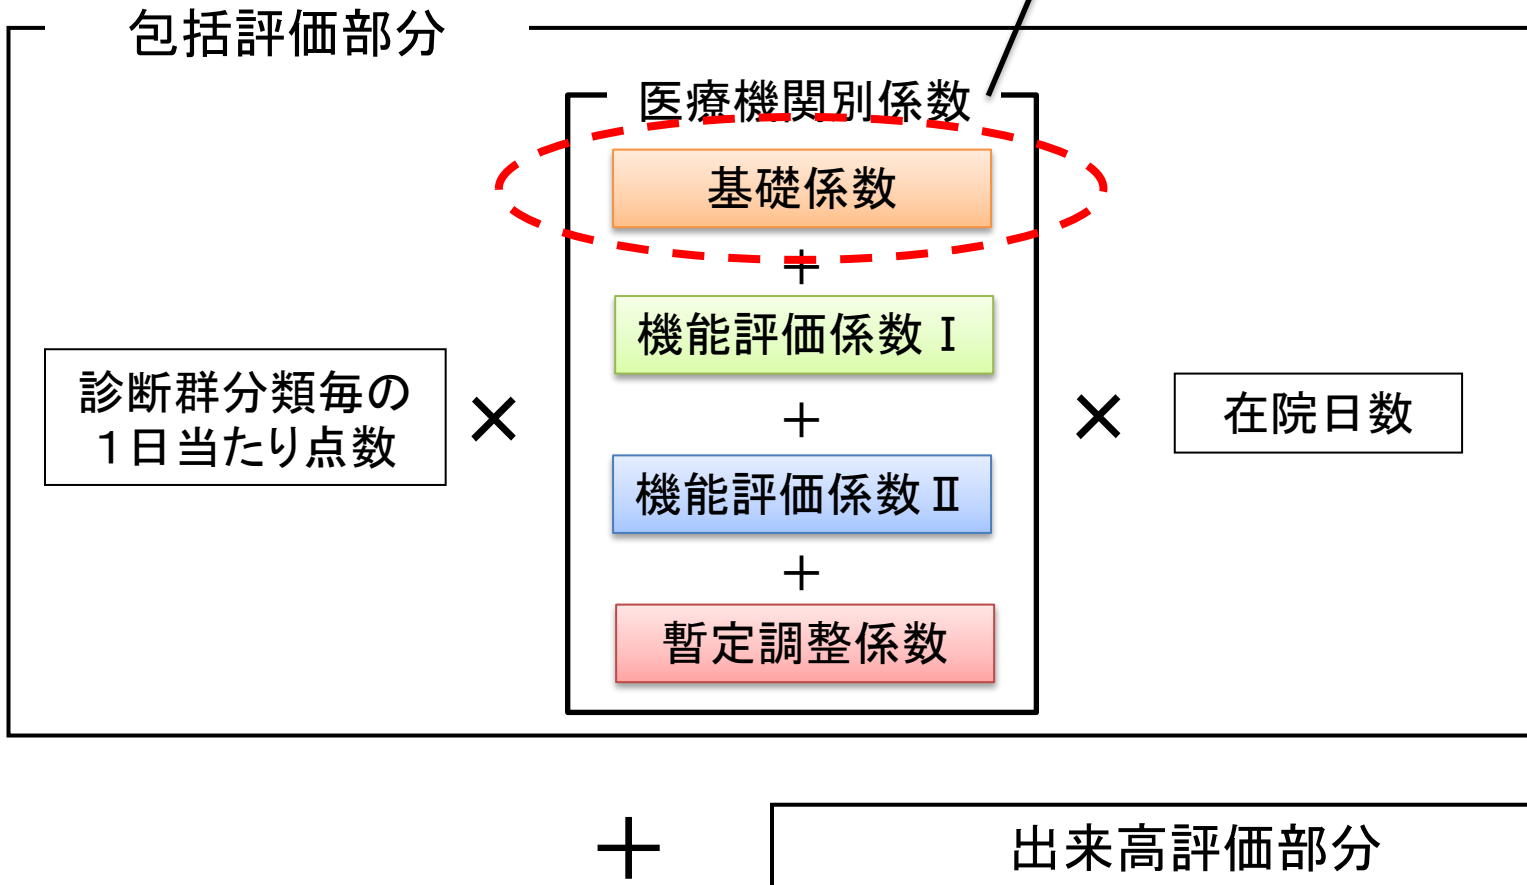 包括評価部分
医療機関別係数
基礎係数
＋
機能評価係数Ⅰ
＋
機能評価係数Ⅱ
＋
暫定調整係数
診断群分類毎の
１日当たり点数
×
×
在院日数
＋
出来高評価部分